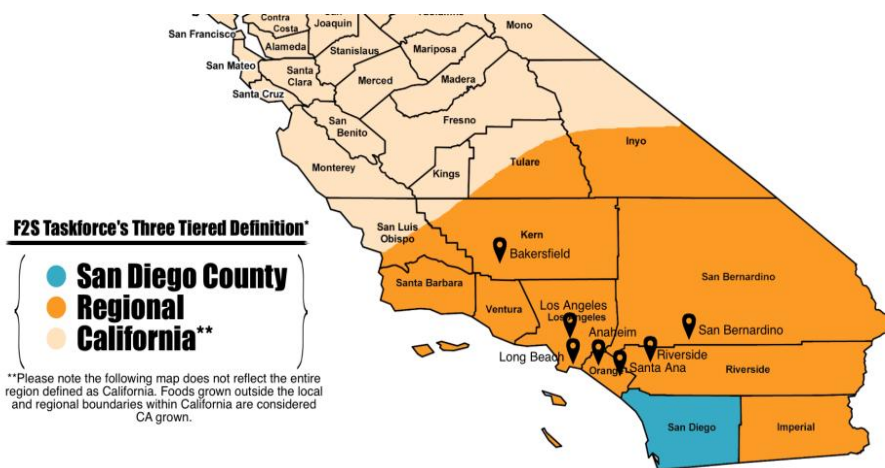 Contra
Costa
San
Joaquin
Mono
San Francisco
Alameda
Stanislaus
Mariposa
San Mateo
Santa
Clara
Merced
Madera
Santa Cruz
San
Benito
Fresno
Inyo
Monterey
Kings
Tulare
F2S Taskforce's Three Tiered Definition*
San Diego County
Regional
California**
**Please note the following map does not reflect the entire
region defined as California. Foods grown outside the local
and regional boundaries within California are considered
CA grown.
San Luis
Obispo
Kern
Bakersfield
Santa Barbara
San Bernardino
Ventura
Los Angeles
Los Angeles
Anaheim
San Bernardino
Long Beach
Orange
Riverside
Santa Ana
Riverside
San Diego
Imperial